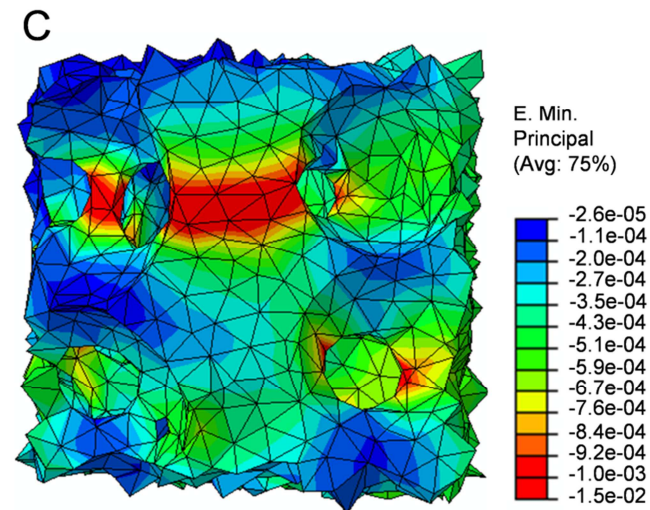 C
E. Min.
Principal
(Avg: 75%)
-2.6e-05
-1.1e-04
-2.0e-04
-2.7e-04
-3.5e-04
-4.3e-04
-5.1e-04
-5.9e-04
-6.7e-04
-7.6e-04
-8.4e-04
-9.2e-04
-1.0e-03
-1.5e-02